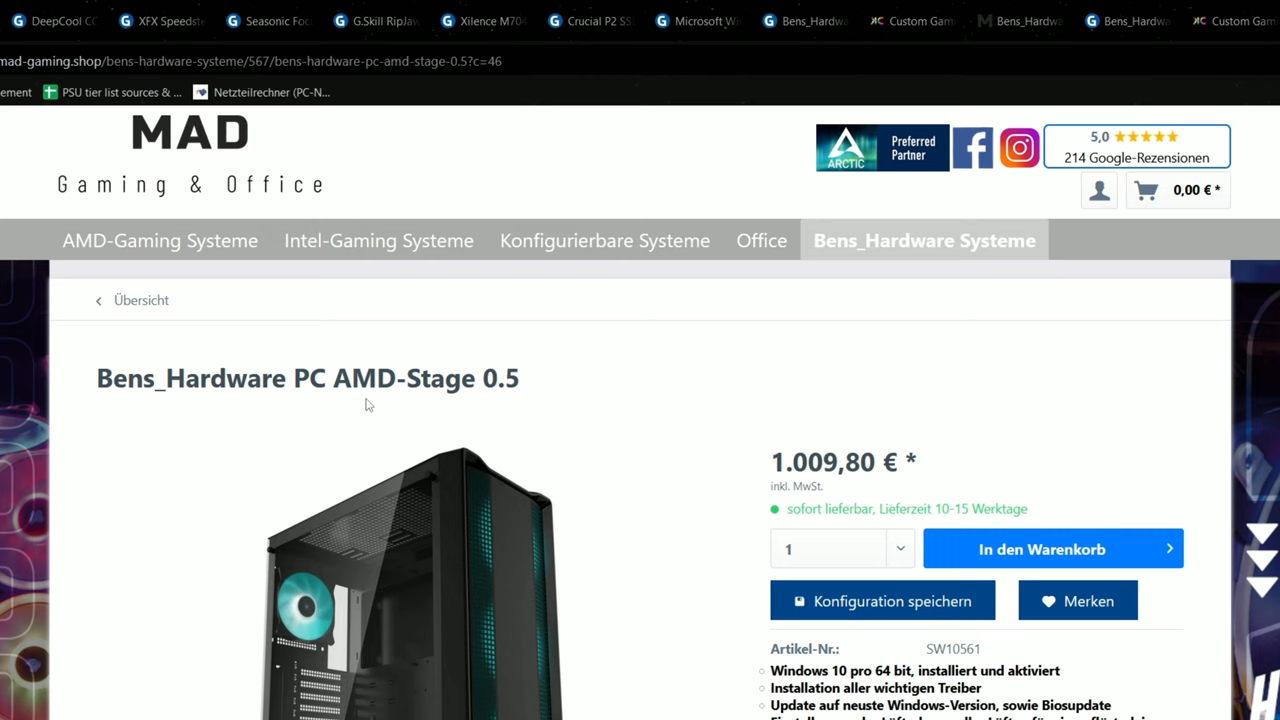 DeepCool CC
XFX Speedste
Seasonic Foc
G.Skill RipJaw
Xilence M704
Crucial P2 SS
Microsoft Wi
Bens_Hardwa
Custom Gam
Bens_Hardwa
Bens_Hardwa
Custom Gam
mad-gaming.shop/bens-hardware-systeme/567/bens-hardware-pc-amd-stage-0.5?c=46
ement
PSU tier list sources & ...
Netzteilrechner (PC-N...
MAD
Gaming & Office
ARCTIC
Preferred
Partner
5,0
214 Google-Rezensionen
0,00 € *
AMD-Gaming Systeme
Intel-Gaming Systeme
Konfigurierbare Systeme
Office
Bens_Hardware Systeme
Übersicht
Bens_Hardware PC AMD-Stage 0.5
1.009,80 € *
inkl. MwSt.
sofort lieferbar, Lieferzeit 10-15 Werktage
1
In den Warenkorb
Konfiguration speichern
Merken
Artikel-Nr.: SW10561
Windows 10 pro 64 bit, installiert und aktiviert
Installation aller wichtigen Treiber
Update auf neuste Windows-Version, sowie Biosupdate